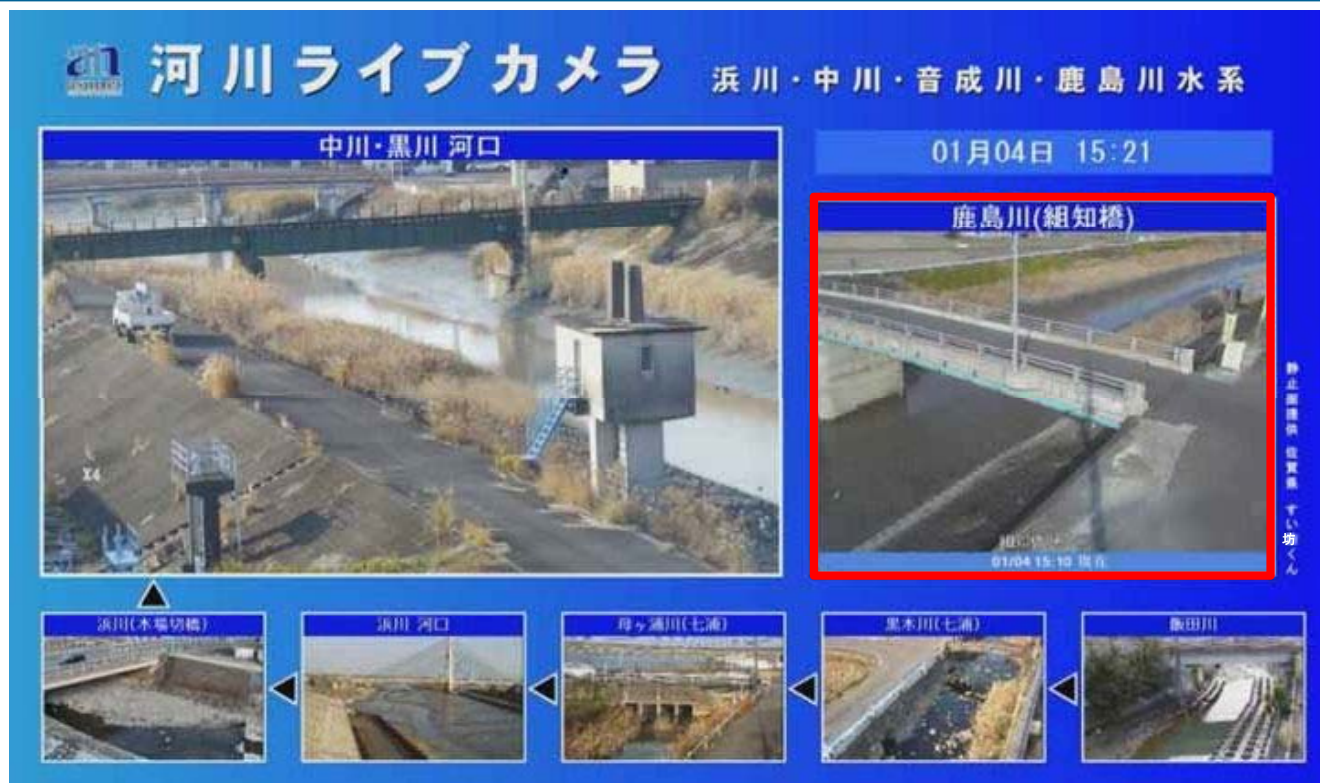 河川ライブカメラ
浜川・中川・音成川・鹿島川水系
中川・黒川 河口
01月04日 15:21
鹿島川(組知橋)
X4
01/04 15:10 現在
静止画提供 佐賀県 すい坊くん
浜川(木場切橋)
浜川 河口
母ヶ浦川(七浦)
黒木川(七浦)
飯田川